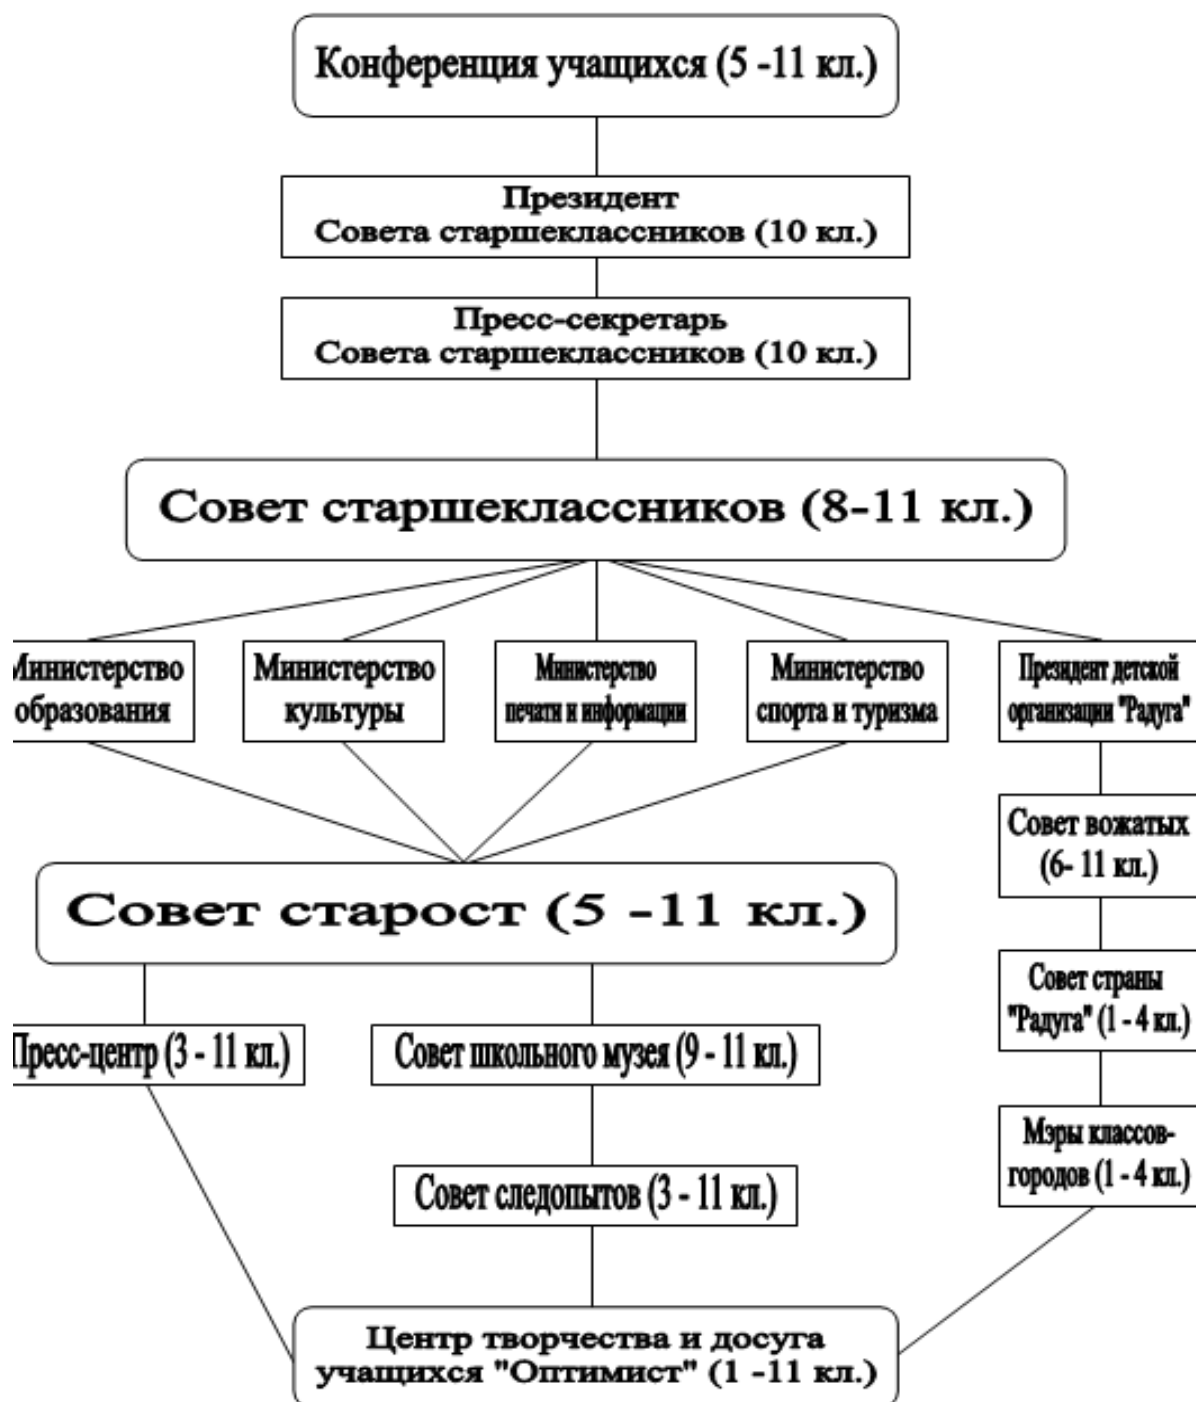 Конференция учащихся (5 -11 кл.)
Президент
Совета старшеклассников (10 кл.)
Пресс-секретарь
Совета старшеклассников (10 кл.)
Совет старшеклассников (8-11 кл.)
Министерство
образования
Министерство
культуры
Министерство
печати и информации
Министерство
спорта и туризма
Президент детской
организации "Радуга"
Совет вожатых
(6- 11 кл.)
Совет старост (5 -11 кл.)
Совет страны
"Радуга" (1 - 4 кл.)
Пресс-центр (3 - 11 кл.)
Совет школьного музея (9 - 11 кл.)
Мэры классов-
городов (1 - 4 кл.)
Совет следопытов (3 - 11 кл.)
Центр творчества и досуга
учащихся "Оптимист" (1 -11 кл.)